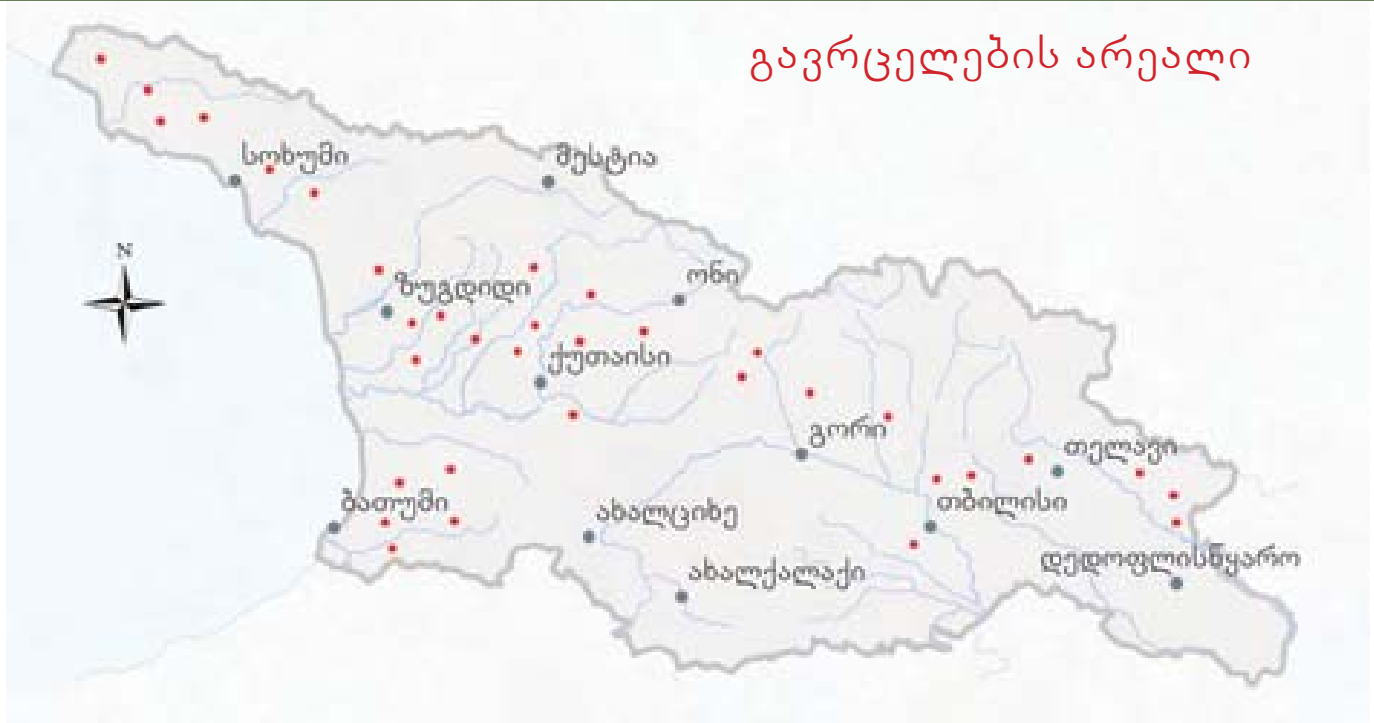 გავრცელების არეალი
სოხუმი
მესტია
N
ონი
ზუგდიდი
ქუთაისი
გორი
თელავი
ბათუმი
ახალციხე
თბილისი
დედოფლისწყარო
ახალქალაქი